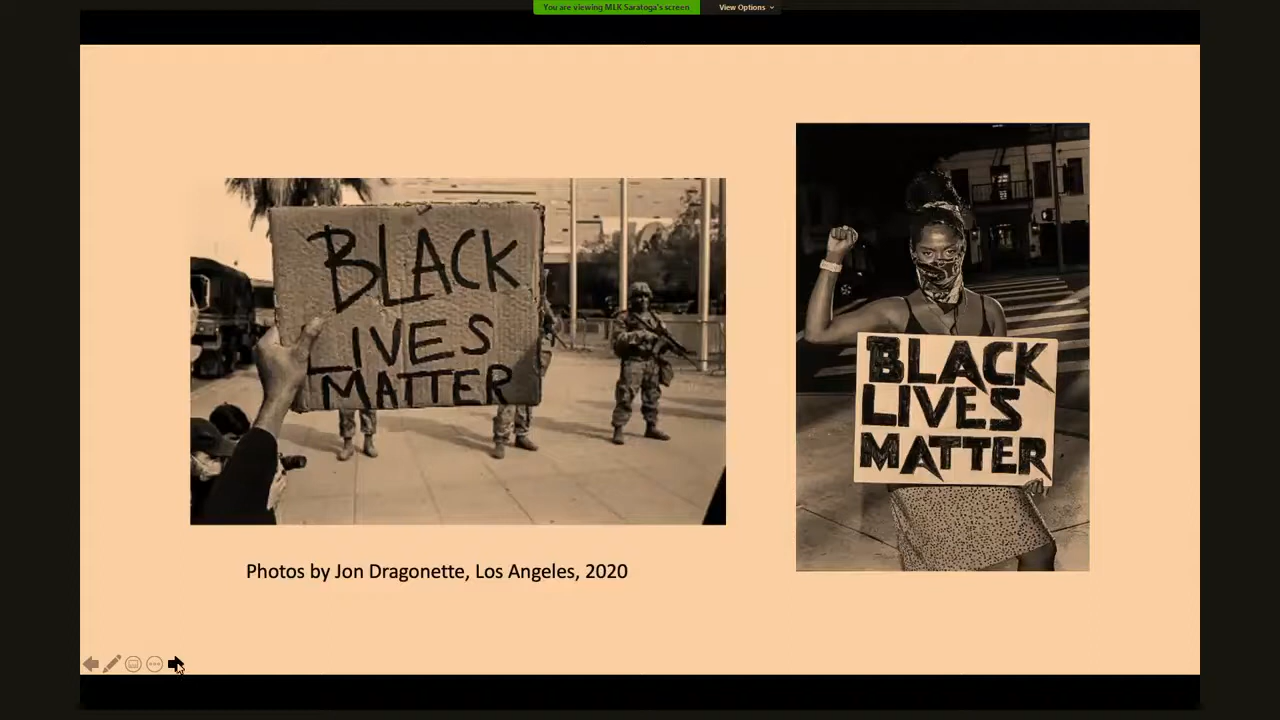 You are viewing MLK Saratoga's screen
View Options
BLACK
LIVES
MATTER
BLACK
LIVES
MATTER
Photos by Jon Dragonette, Los Angeles, 2020